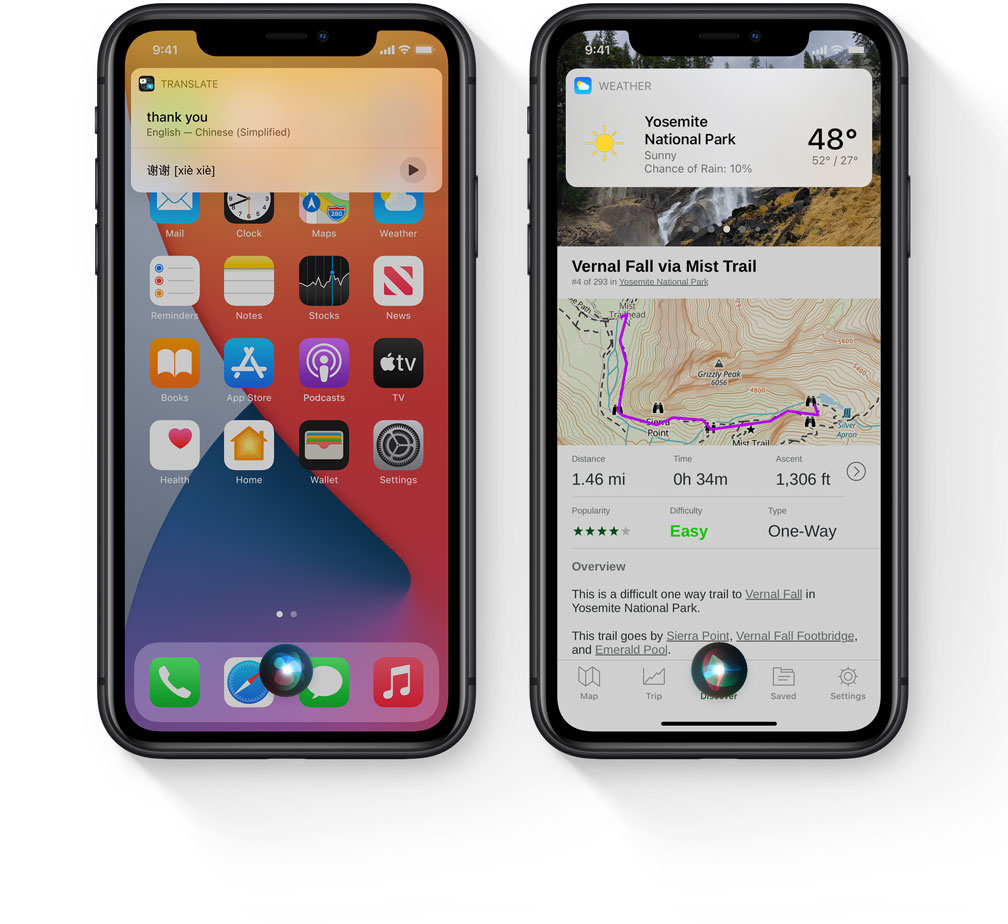 9:41
TRANSLATE
thank you
English — Chinese (Simplified)
谢谢 [xiè xiè]
12
6
280
Mail Clock Maps Weather
Reminders Notes Stocks News
tv
Books App Store Podcasts TV
Health Home Wallet Settings
9:41
WEATHER
Yosemite
National Park
Sunny
Chance of Rain: 10%
48°
52° / 27°
Vernal Fall via Mist Trail
#4 of 293 in Yosemite National Park
Mist
Trailhead
Grizzly Peak
6056
4800
5800
5400
Sierra
Point
Mist Trail
Silver
Apron
Distance Time Ascent
1.46 mi 0h 34m 1,306 ft
Popularity Difficulty Type
Easy One-Way
Overview
This is a difficult one way trail to Vernal Fall in
Yosemite National Park.
This trail goes by Sierra Point, Vernal Fall Footbridge,
and Emerald Pool.
Map Trip Discover Saved Settings